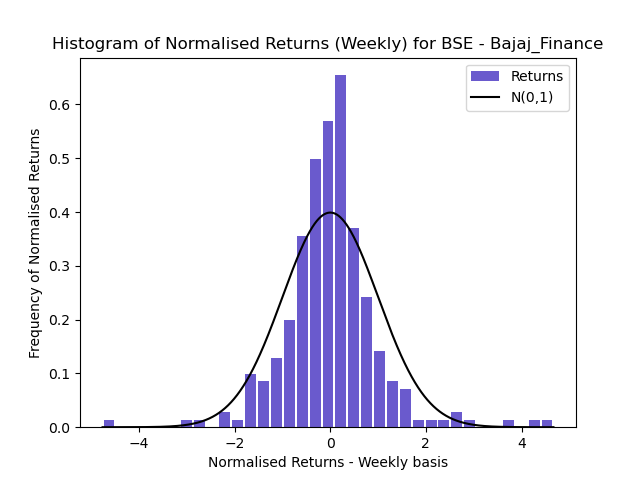 Histogram of Normalised Returns (Weekly) for BSE - Bajaj_Finance
Returns
N(0,1)
Frequency of Normalised Returns
0.6
0.5
0.4
0.3
0.2
0.1
0.0
−4 −2 0 2 4
Normalised Returns - Weekly basis